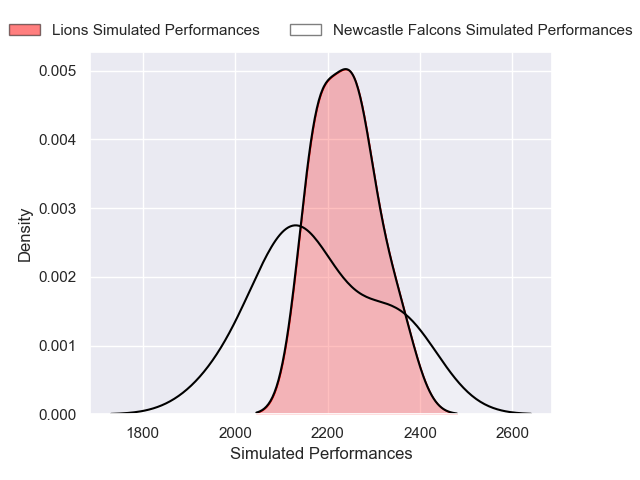 Lions Simulated Performances
Newcastle Falcons Simulated Performances
0.005
0.004
0.003
0.002
0.001
0.000
Density
1800
2000
2200
2400
2600
Simulated Performances